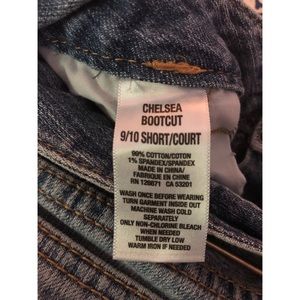 CHELSEA
BOOTCUT
9/10 SHORT/COURT
99% COTTON/COTON
1% SPANDEX/SPANDEX
MADE IN CHINA/
FABRIQUE EN CHINE
RN 128871 CA 53201
WASH ONCE BEFORE WEARING
TURN GARMENT INSIDE OUT
MACHINE WASH COLD
SEPARATELY
ONLY NON-CHLORINE BLEACH
WHEN NEEDED
TUMBLE DRY LOW
WARM IRON IF NEEDED